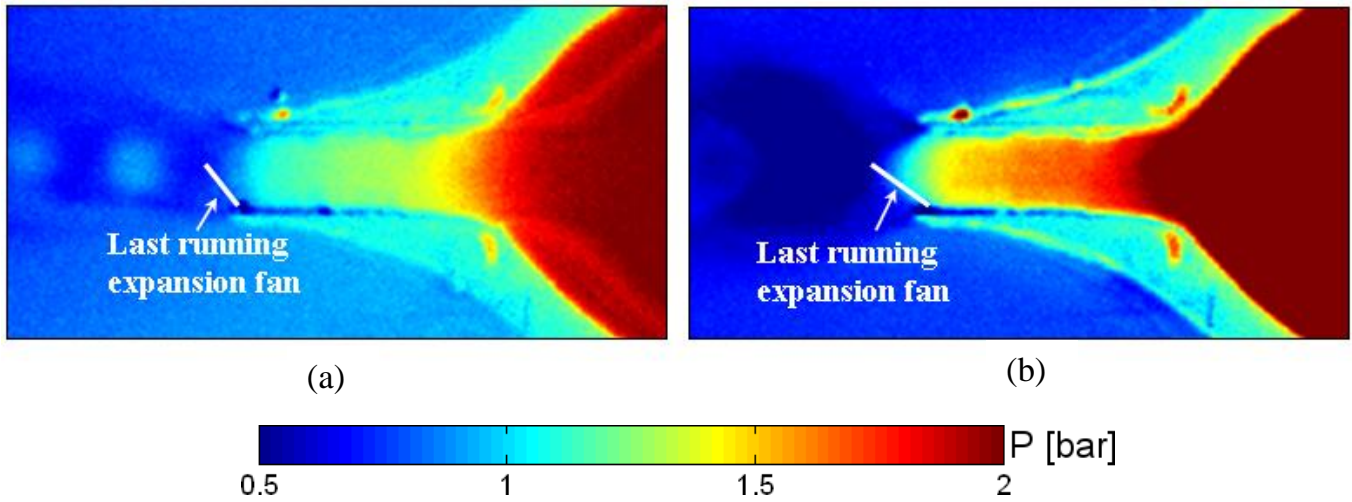 Last running
expansion fan
Last running
expansion fan
(a)
(b)
P [bar]
0.5 1 1.5 2